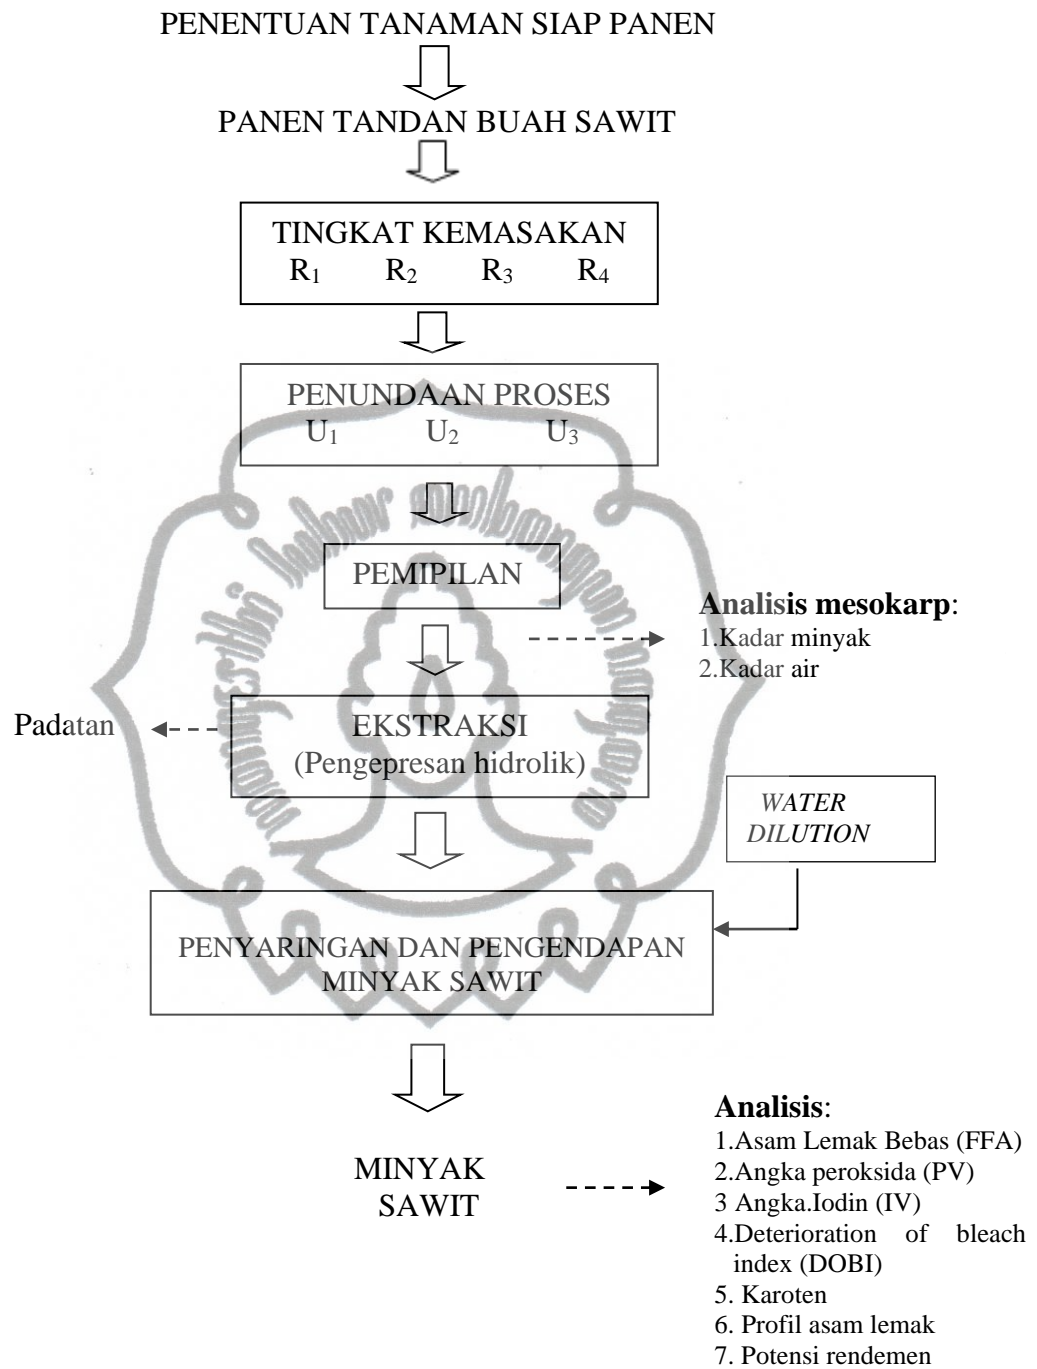 PENENTUAN TANAMAN SIAP PANEN
PANEN TANDAN BUAH SAWIT
TINGKAT KEMASAKAN
R₁ R₂ R₃ R₄
PENUNDAAN PROSES
U₁ U₂ U₃
PEMIPILAN
Analisis mesokarp:
1.Kadar minyak
2.Kadar air
Padatan
EKSTRAKSI
(Pengepresan hidrolik)
WATER
DILUTION
PENYARINGAN DAN PENGENDAPAN
MINYAK SAWIT
MINYAK
SAWIT
Analisis:
1.Asam Lemak Bebas (FFA)
2.Angka peroksida (PV)
3 Angka.Iodin (IV)
4.Deterioration of bleach
index (DOBI)
5. Karoten
6. Profil asam lemak
7. Potensi rendemen